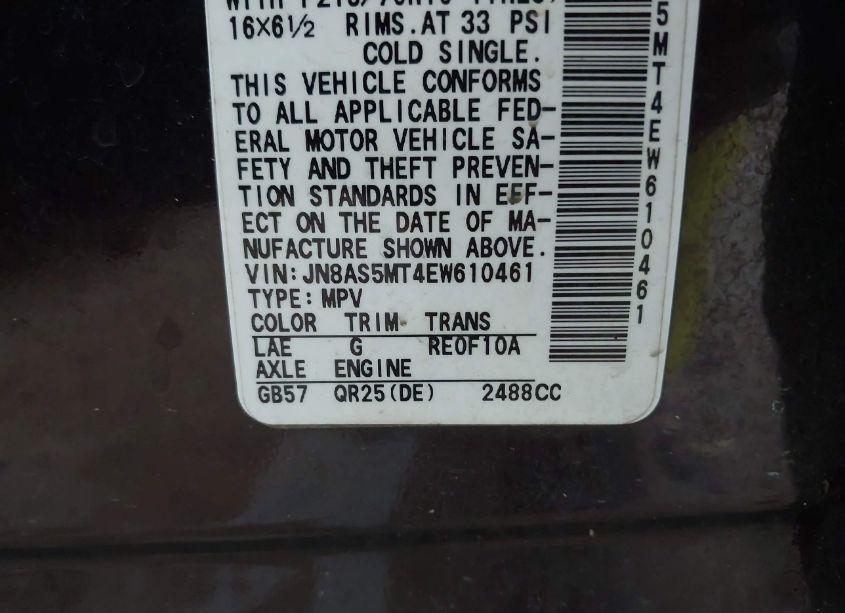 16X6½ RIMS.AT 33 PSI
COLD SINGLE.
THIS VEHICLE CONFORMS
TO ALL APPLICABLE FED-
ERAL MOTOR VEHICLE SA-
FETY AND THEFT PREVEN-
TION STANDARDS IN EFF-
ECT ON THE DATE OF MA-
NUFACTURE SHOWN ABOVE.
VIN:JN8AS5MT4EW610461
TYPE:MPV
COLOR TRIM TRANS
LAE G RE0F10A
AXLE ENGINE
GB57 QR25(DE) 2488CC
5MT4EW610461